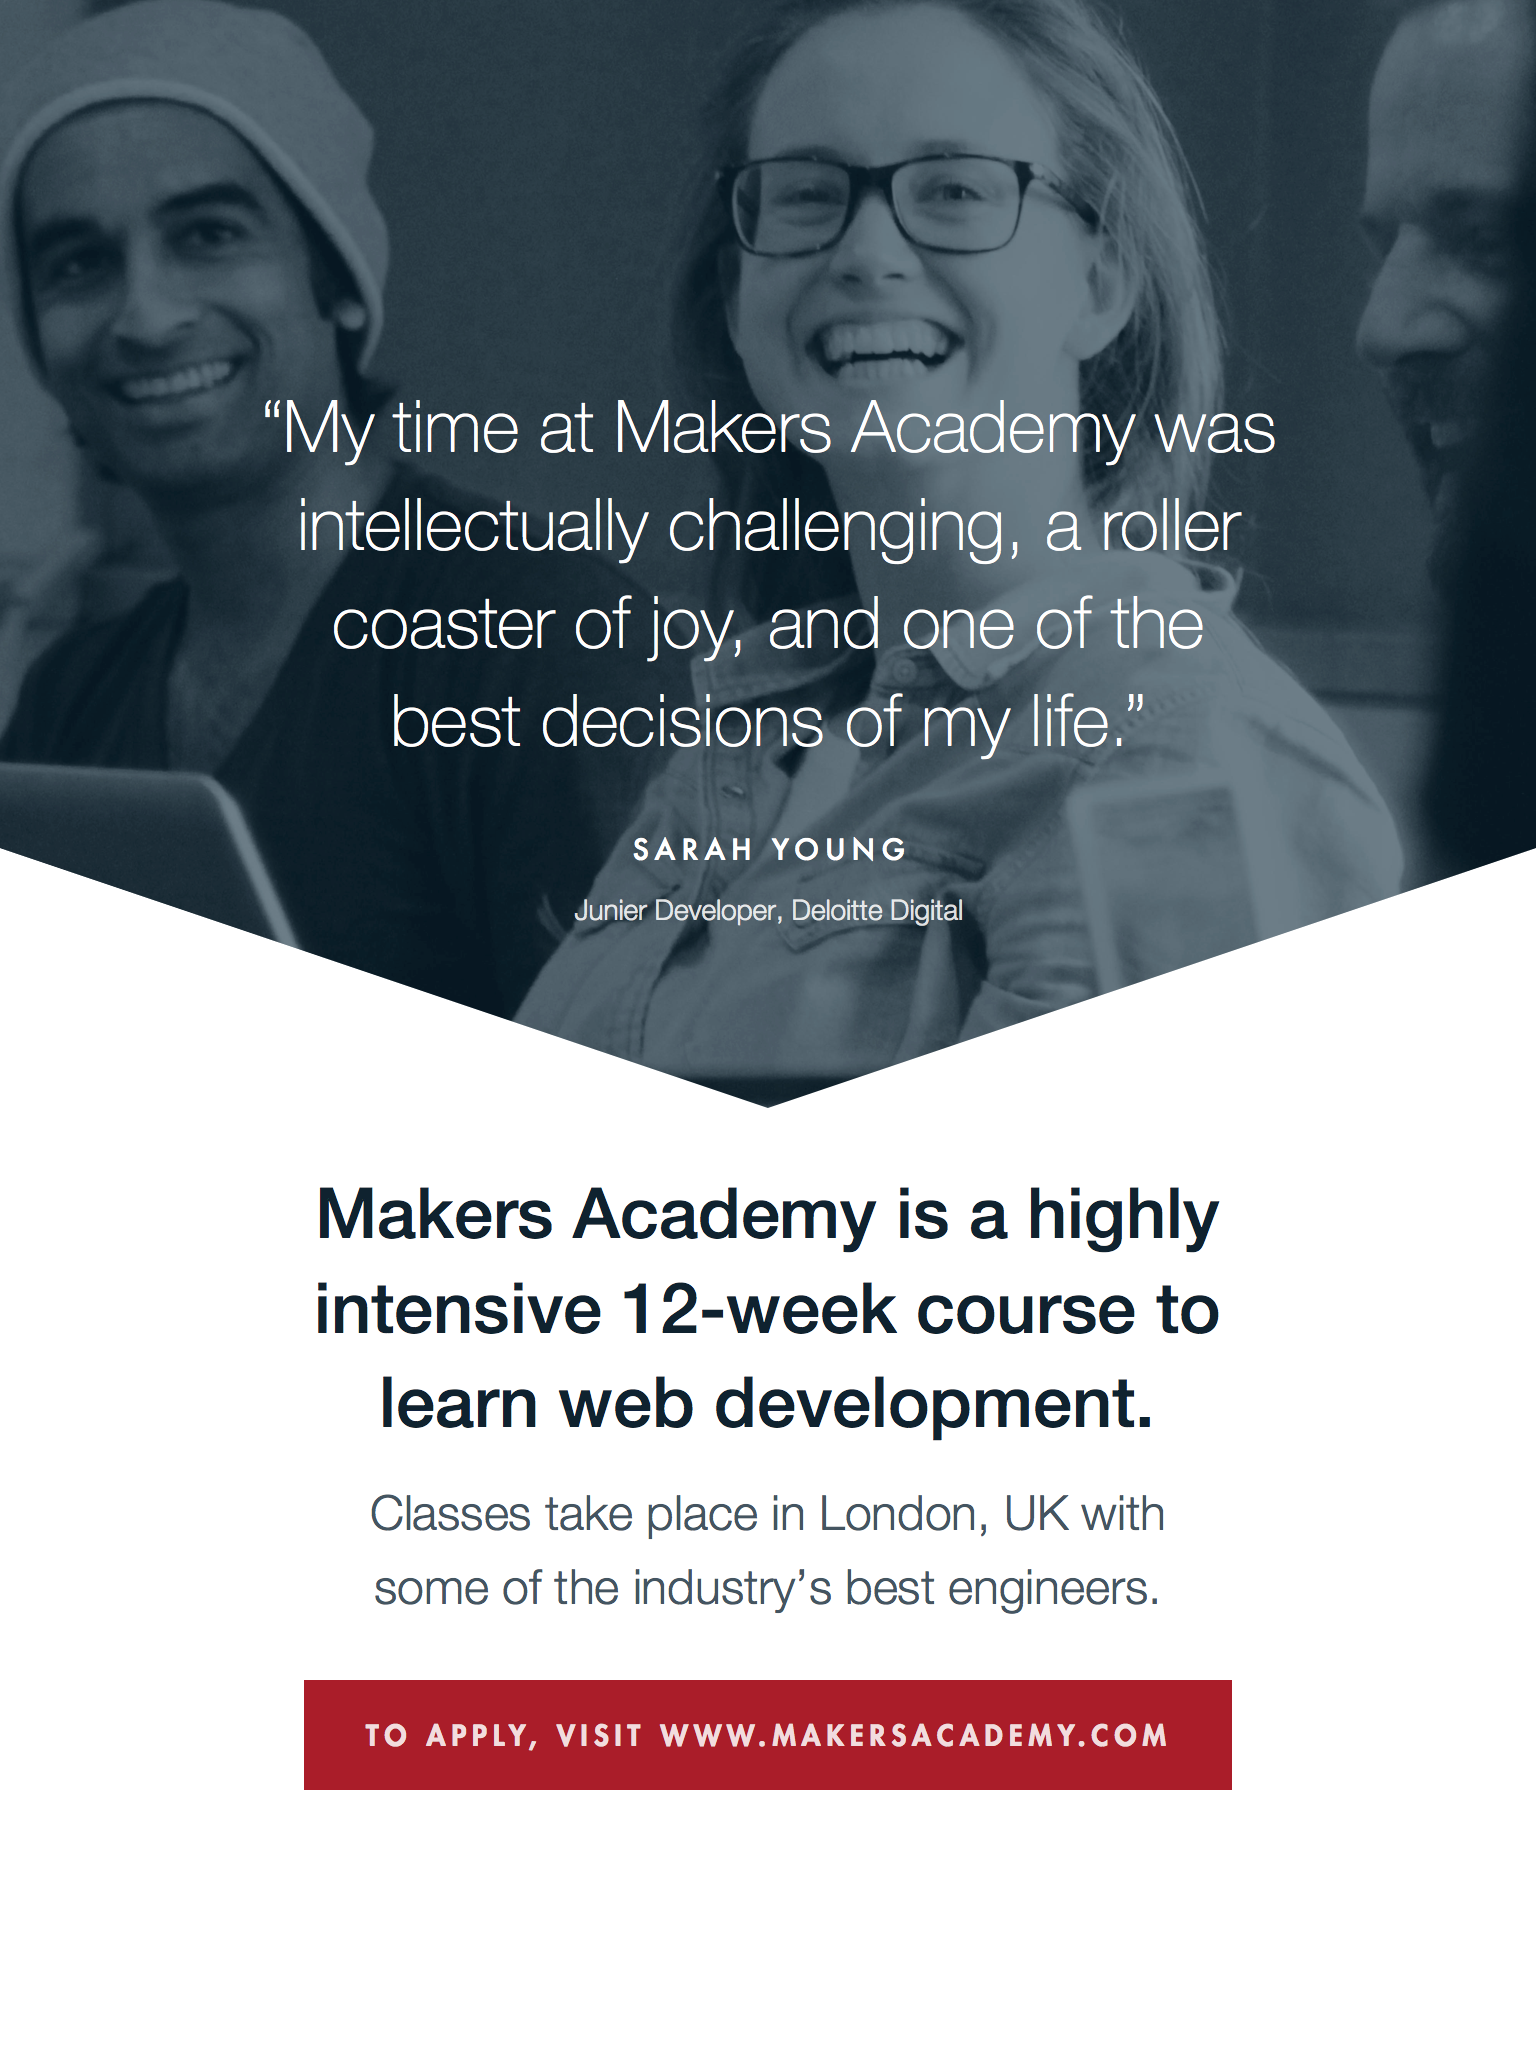 “My time at Makers Academy was
intellectually challenging, a roller
coaster of joy, and one of the
best decisions of my life.”
SARAH YOUNG
Junier Developer, Deloitte Digital
Makers Academy is a highly
intensive 12-week course to
learn web development.
Classes take place in London, UK with
some of the industry’s best engineers.
TO APPLY, VISIT WWW.MAKERSACADEMY.COM